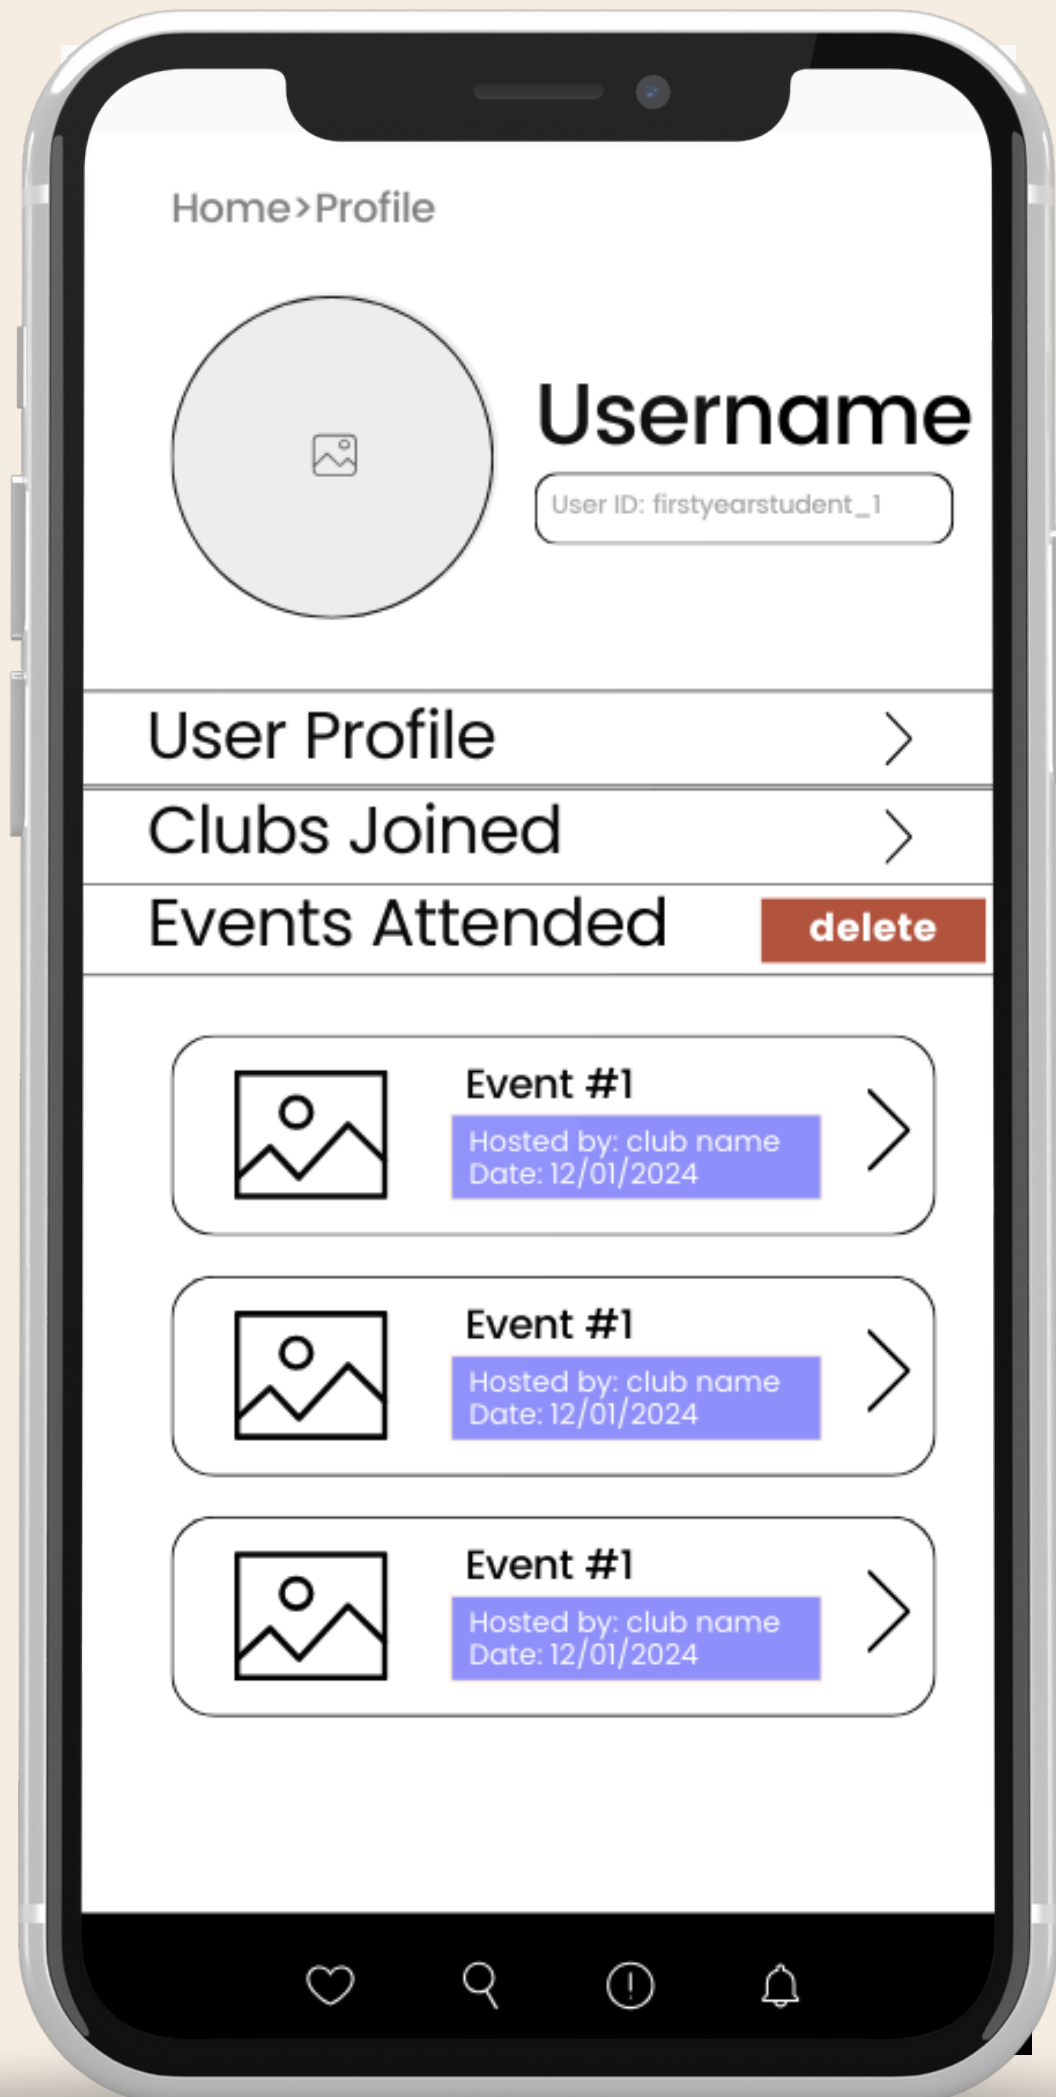 Home>Profile
Username
User ID: firstyearstudent_1
User Profile
Clubs Joined
Events Attended
delete
Event #1
Hosted by: club name
Date: 12/01/2024
Event #1
Hosted by: club name
Date: 12/01/2024
Event #1
Hosted by: club name
Date: 12/01/2024